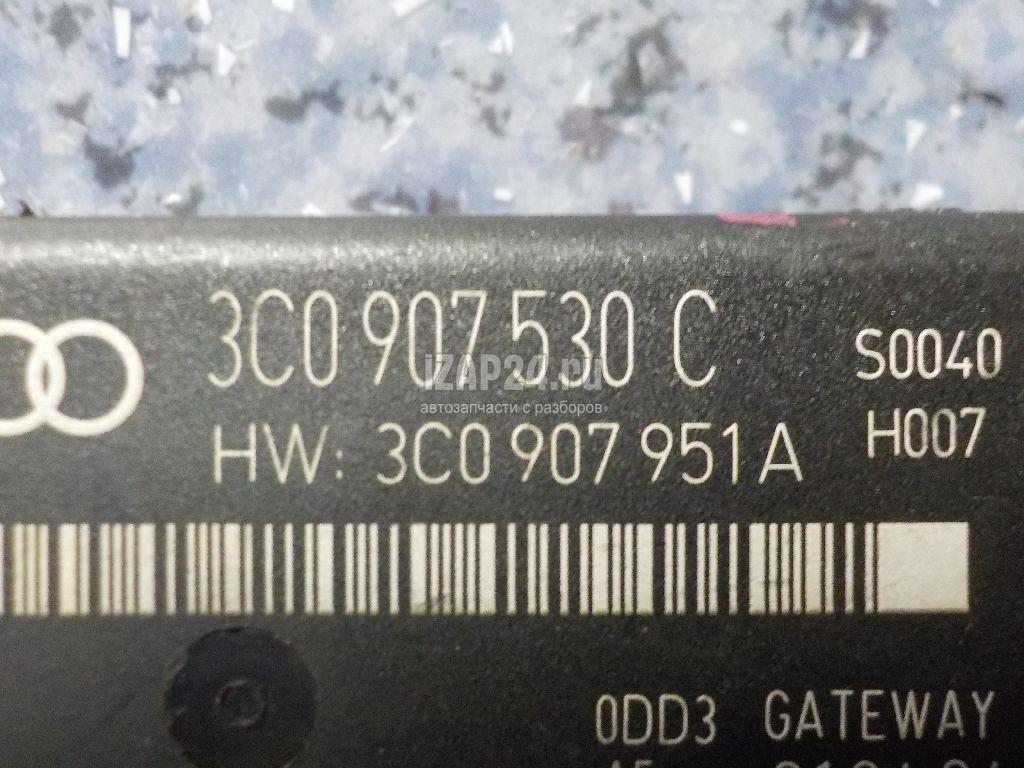 3C0 907 530 C
S0040
iZAP24.ru
автозапчасти с разборов
HW: 3C0 907 951 A
H007
0DD3 GATEWAY